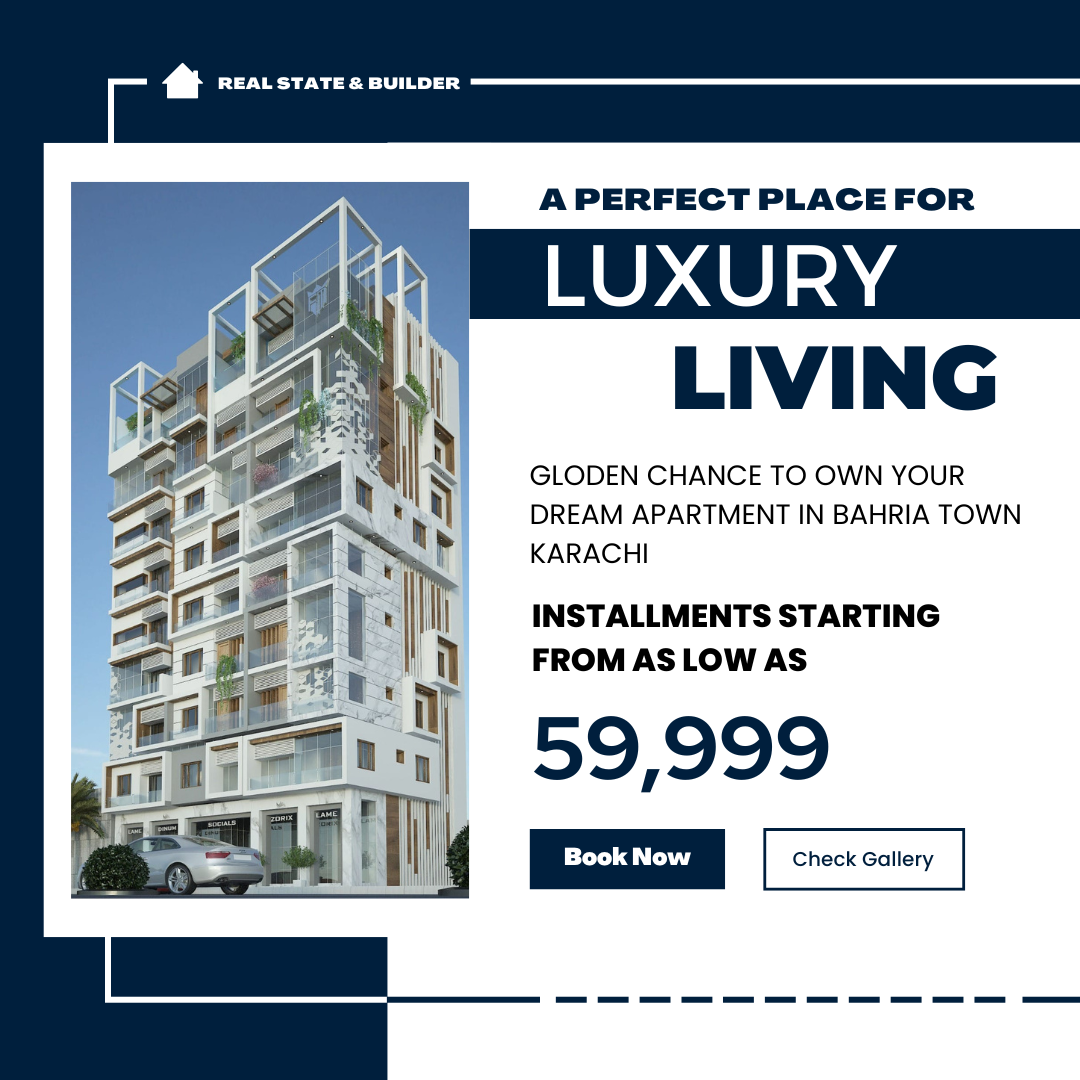 REAL STATE & BUILDER
A PERFECT PLACE FOR
LUXURY
LIVING
GLODEN CHANCE TO OWN YOUR
DREAM APARTMENT IN BAHRIA TOWN
KARACHI
INSTALLMENTS STARTING
FROM AS LOW AS
59,999
Book Now
Check Gallery
LAME
DINUM
SOCIALS
ZORIX
LAME